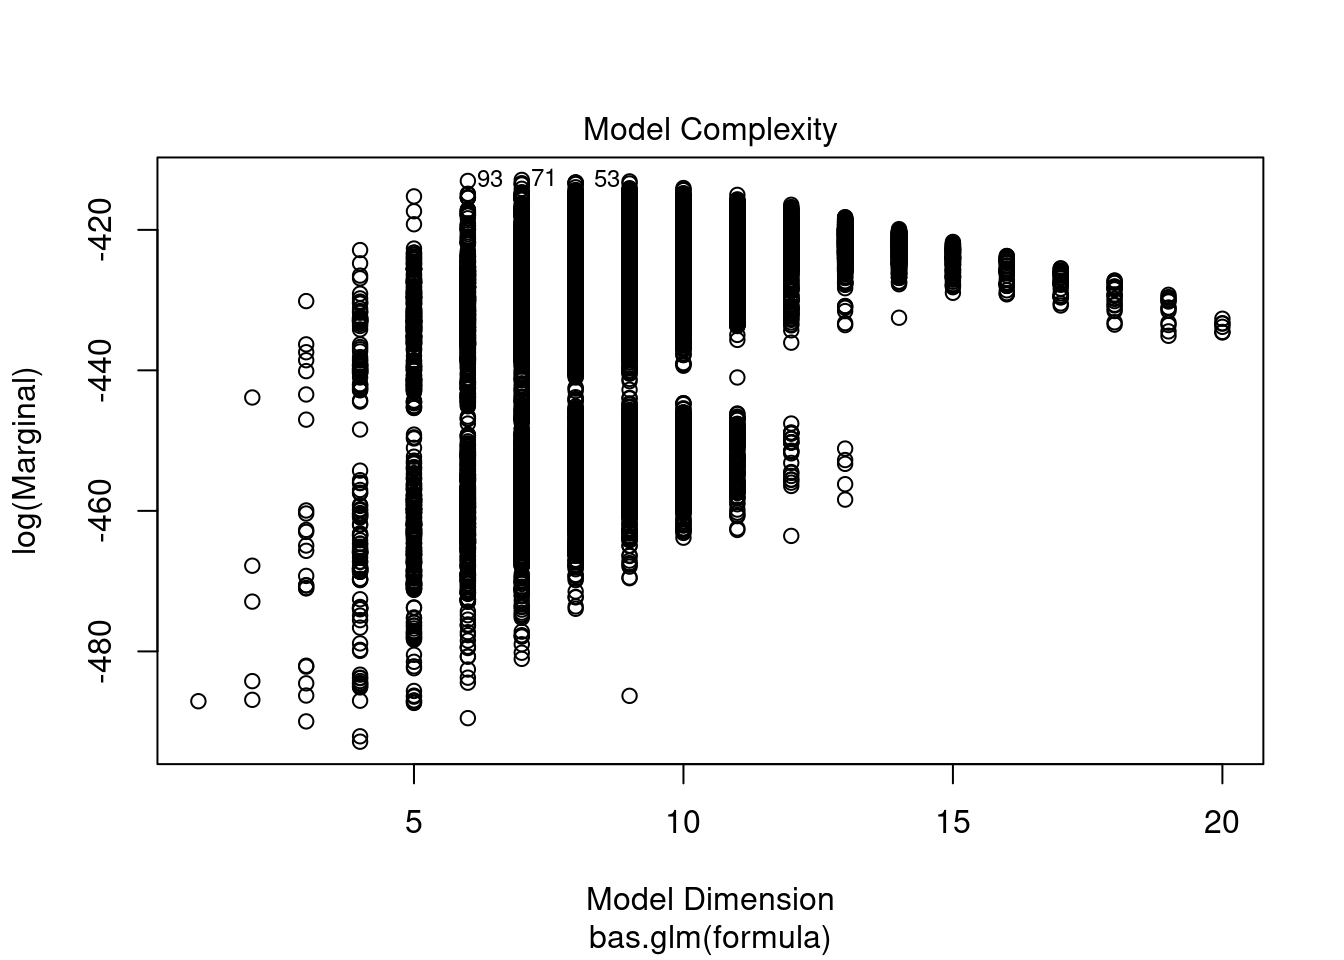 Model Complexity
93 71 53
log(Marginal)
-420
-440
-460
-480
5 10 15 20
Model Dimension
bas.glm(formula)